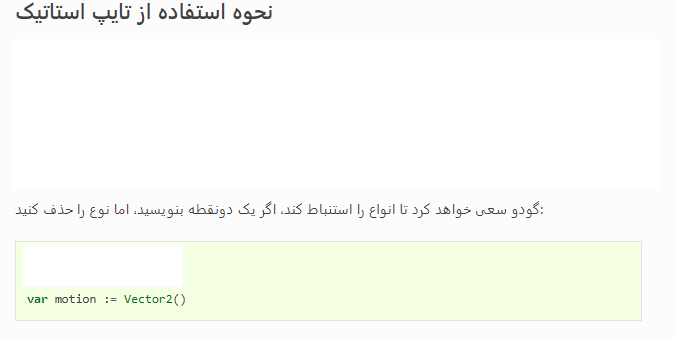 نحوه استفاده از تایپ استاتیک
گودو سعی خواهد کرد تا انواع را استنباط کند، اگر یک دونقطه بنویسید، اما نوع را حذف کنید:
var motion := Vector2()